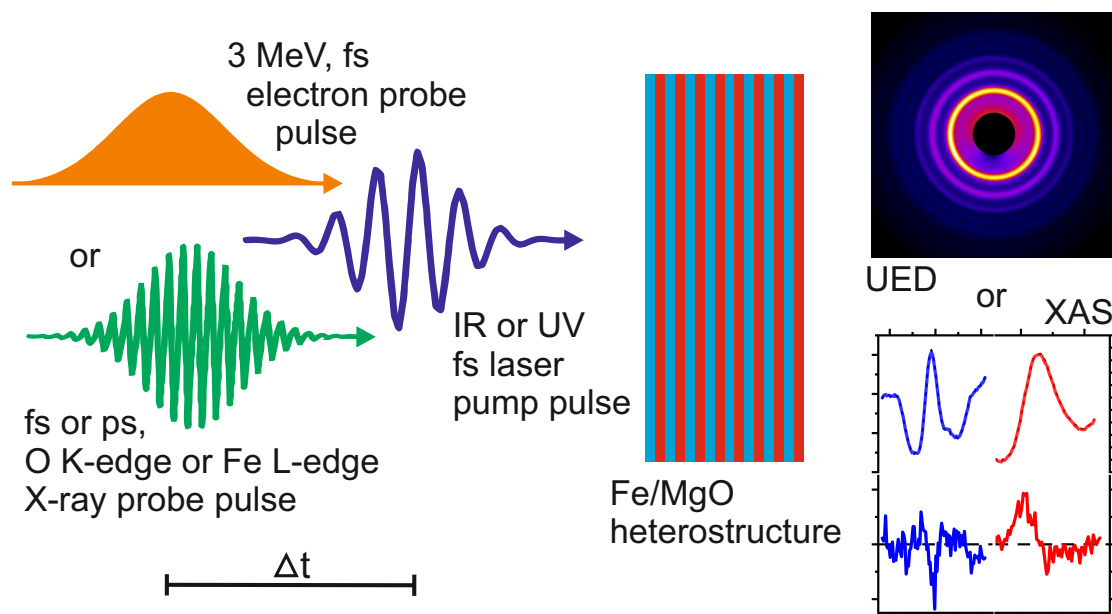 3 MeV, fs
electron probe
pulse
or
IR or UV
fs laser
pump pulse
fs or ps,
O K-edge or Fe L-edge
X-ray probe pulse
Δt
Fe/MgO
heterostructure
UED
or
XAS